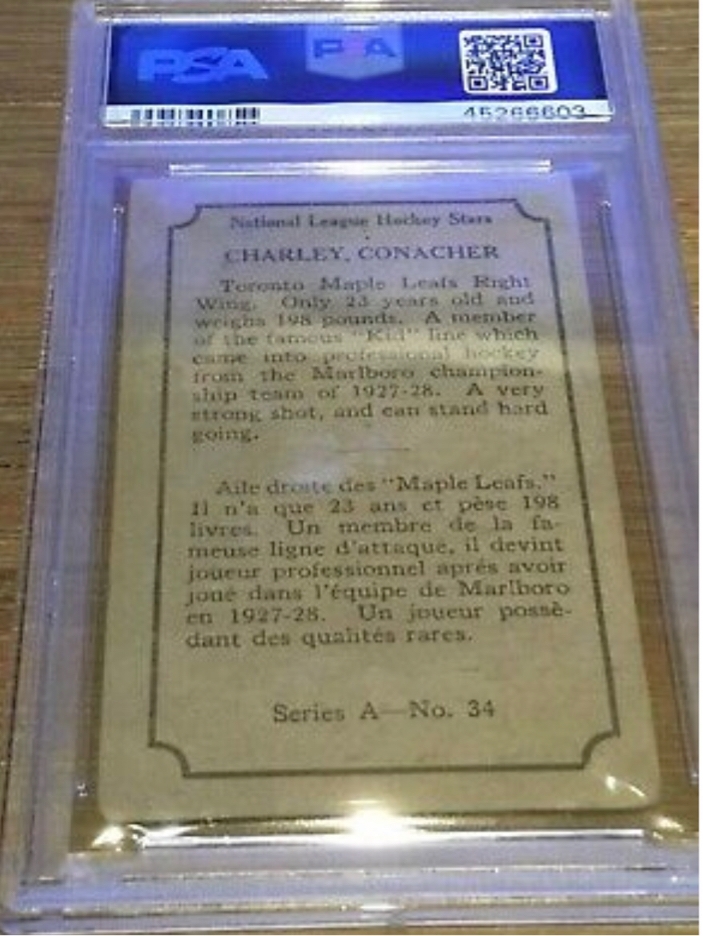 PSA
PSA
45266603
National League Hockey Stars
CHARLEY, CONACHER
Toronto Maple Leafs Right
Wing. Only 23 years old and
weighs 198 pounds. A member
of the famous "Kid" line which
came into professional hockey
from the Marlboro champion-
ship team of 1927-28. A very
strong shot, and can stand hard
going.
Aile droite des "Maple Leafs."
Il n'a que 23 ans et pèse 198
livres. Un membre de la fa-
meuse ligne d'attaque, il devint
joueur professionnel aprés avoir
joué dans l'équipe de Marlboro
en 1927-28. Un joueur possè-
dant des qualités rares.
Series A—No. 34